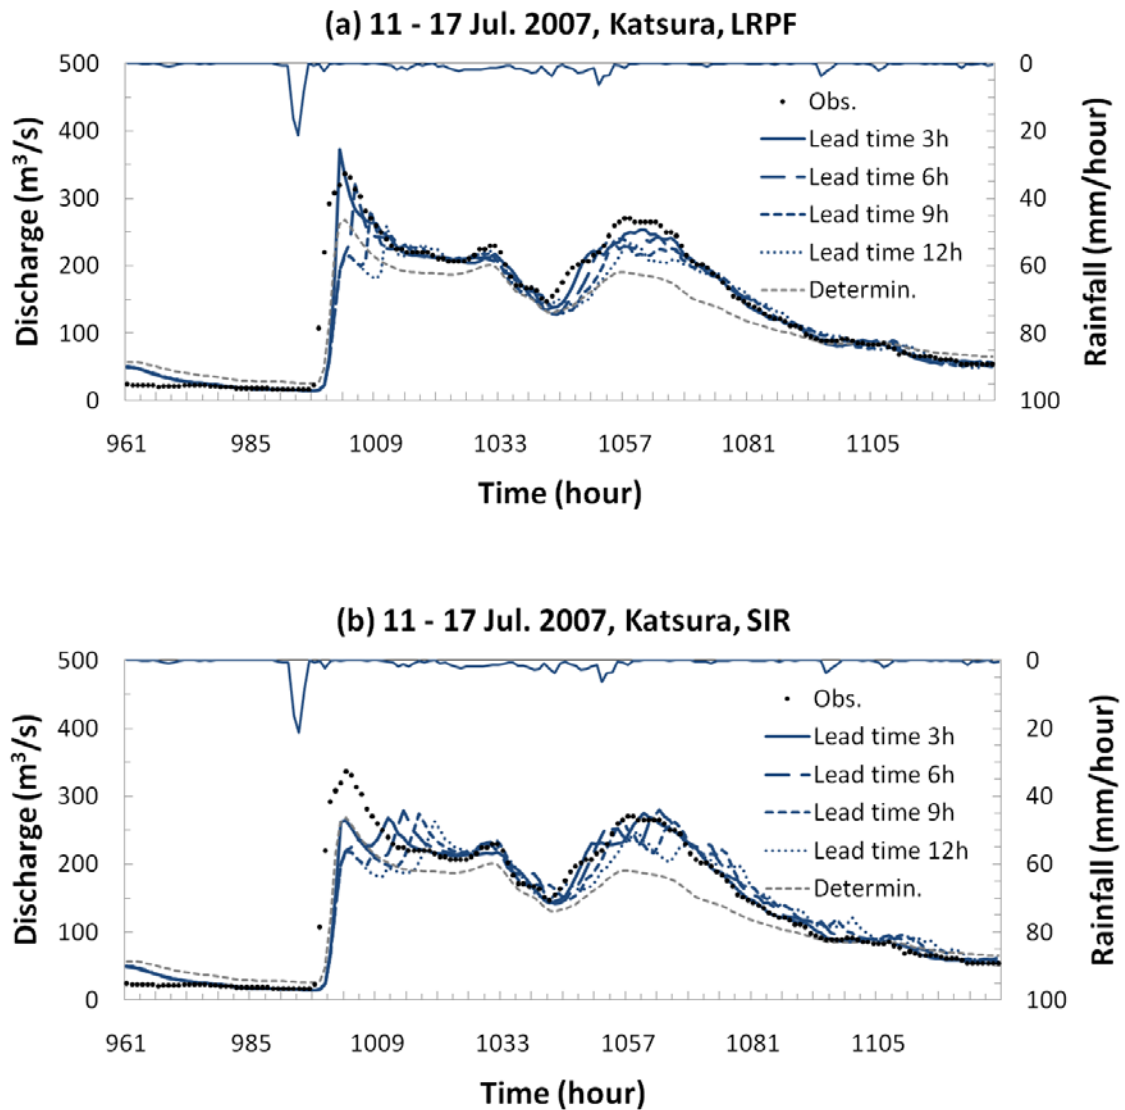 (a) 11 - 17 Jul. 2007, Katsura, LRPF
500
400
300
200
100
0
Discharge (m³/s)
0
20
40
60
80
100
Rainfall (mm/hour)
Obs.
Lead time 3h
Lead time 6h
Lead time 9h
Lead time 12h
Determin.
961 985 1009 1033 1057 1081 1105
Time (hour)
(b) 11 - 17 Jul. 2007, Katsura, SIR
500
400
300
200
100
0
Discharge (m³/s)
0
20
40
60
80
100
Rainfall (mm/hour)
Obs.
Lead time 3h
Lead time 6h
Lead time 9h
Lead time 12h
Determin.
961 985 1009 1033 1057 1081 1105
Time (hour)